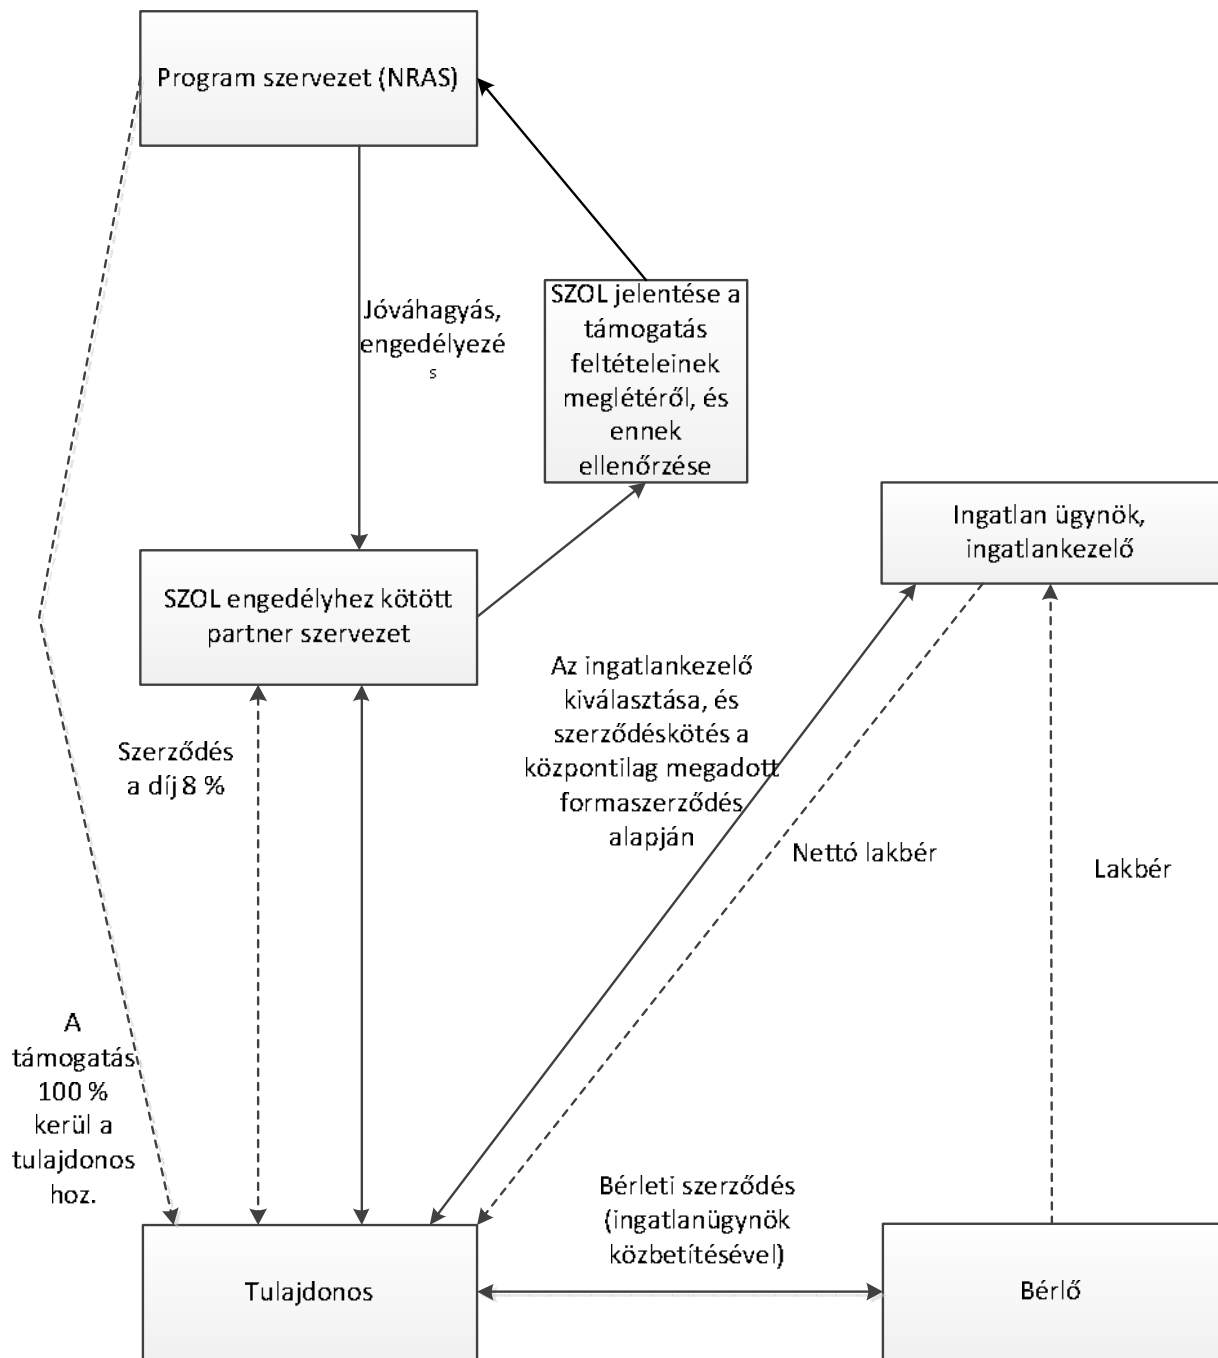 Program szervezet (NRAS)
Jóváhagyás,
engedélyezé
s
SZOL jelentése a
támogatás
feltételeinek
meglétéről, és
ennek
ellenőrzése
Ingatlan ügynök,
ingatlankezelő
SZOL engedélyhez kötött
partner szervezet
Az ingatlankezelő
kiválasztása, és
szerződéskötés a
központilag megadott
formaszerződés
alapján
Szerződés
a díj 8 %
Nettó lakbér
Lakbér
A
támogatás
100 %
kerül a
tulajdonos
hoz.
Bérleti szerződés
(ingatlanügynök
közbetítésével)
Tulajdonos
Bérlő